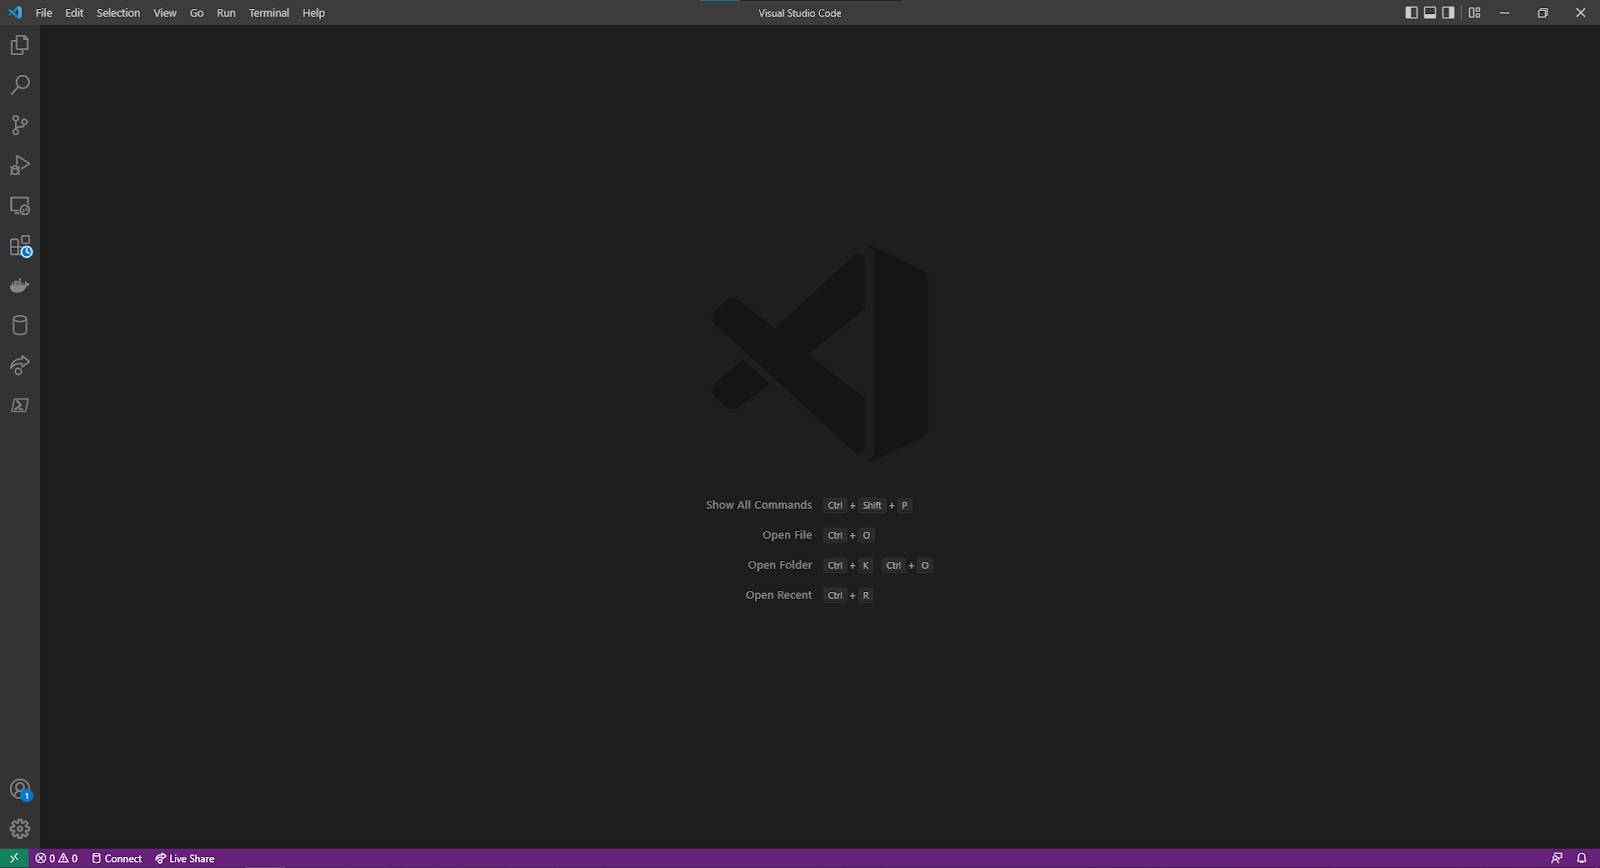 File Edit Selection View Go Run Terminal Help
Visual Studio Code
Show All Commands Ctrl + Shift + P
Open File Ctrl + O
Open Folder Ctrl + K Ctrl + O
Open Recent Ctrl + R
1
0 0 Connect Live Share